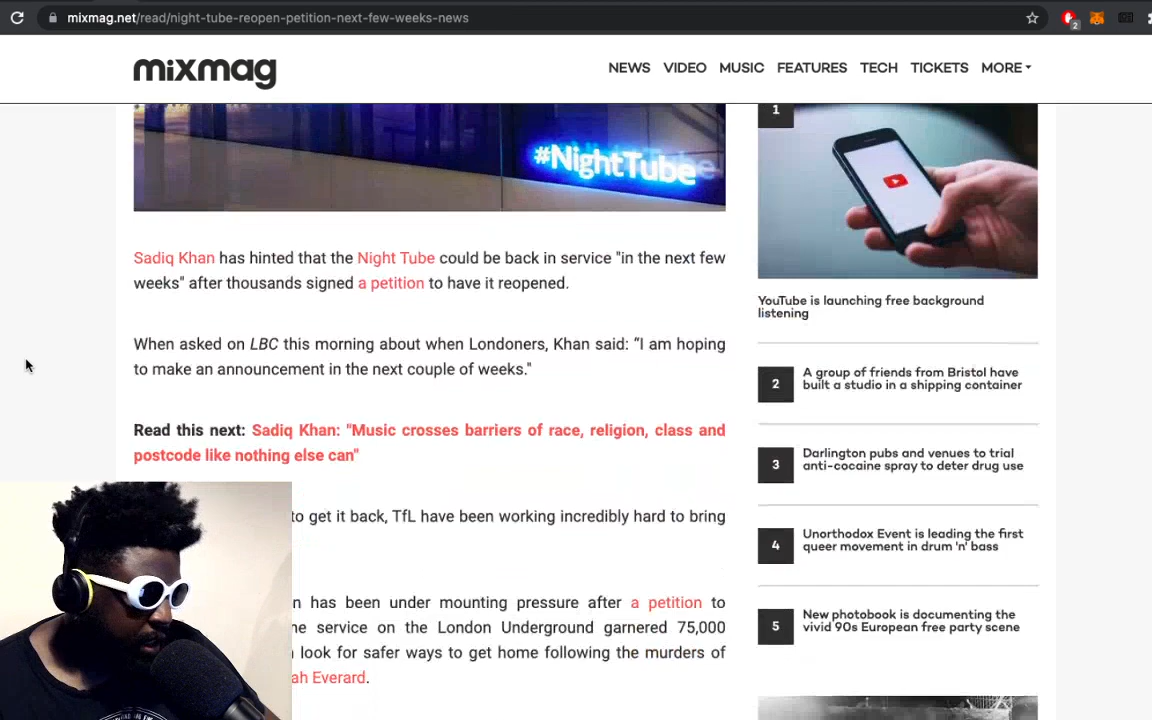 mixmag.net/read/night-tube-reopen-petition-next-few-weeks-news
2
mixmag
NEWS VIDEO MUSIC FEATURES TECH TICKETS MORE
#NightTube
Sadiq Khan has hinted that the Night Tube could be back in service "in the next few
weeks" after thousands signed a petition to have it reopened.
When asked on LBC this morning about when Londoners, Khan said: “I am hoping
to make an announcement in the next couple of weeks."
Read this next: Sadiq Khan: "Music crosses barriers of race, religion, class and
postcode like nothing else can"
to get it back, TfL have been working incredibly hard to bring
has been under mounting pressure after a petition to
service on the London Underground garnered 75,000
look for safer ways to get home following the murders of
Everard.
1
YouTube is launching free background
listening
2
A group of friends from Bristol have
built a studio in a shipping container
3
Darlington pubs and venues to trial
anti-cocaine spray to deter drug use
4
Unorthodox Event is leading the first
queer movement in drum 'n' bass
5
New photobook is documenting the
vivid 90s European free party scene